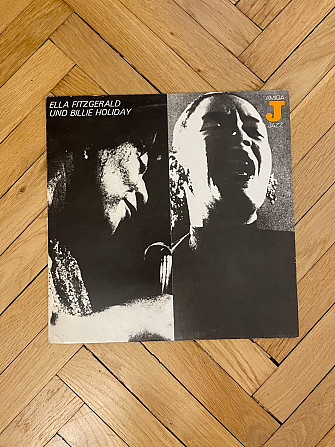 ELLA FITZGERALD
UND BILLIE HOLIDAY
AMIGA
J
JAZZ